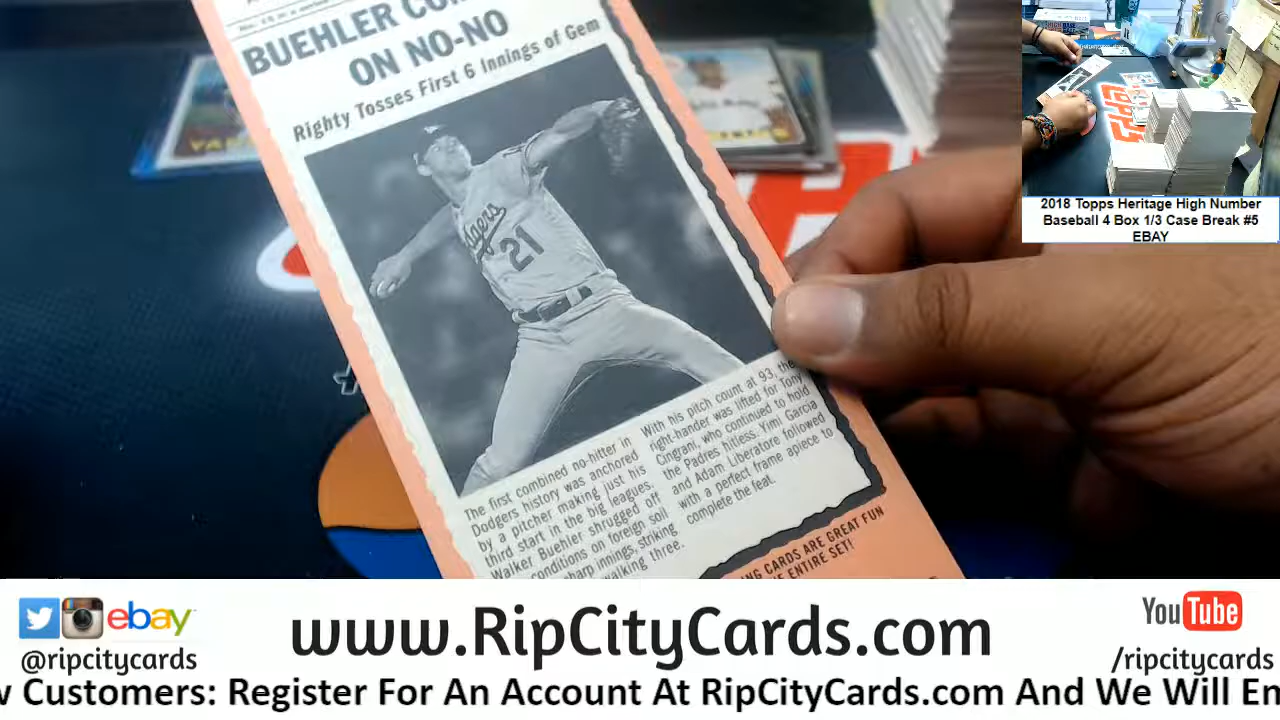 BUEHLER
ON NO-NO
Righty Tosses First 6 Innings of Gem
Dodgers
21
The first combined no-hitter in
Dodgers history was anchored
by a pitcher making just his
third start in the big leagues.
Walker Buehler shrugged off
conditions on foreign soil
innings, striking
walking three.
With his pitch count at 93, the
right-hander was lifted for Tony
Cingrani, who continued to hold
the Padres hitless. Yimi Garcia
and Adam Liberatore followed
with a perfect frame apiece to
complete the feat.
CARDS ARE GREAT FUN
ENTIRE SET!
2018 Topps Heritage High Number
Baseball 4 Box 1/3 Case Break #5
EBAY
ebay
@ripcitycards
www.RipCityCards.com
YouTube
/ripcitycards
Customers: Register For An Account At RipCityCards.com And We Will En